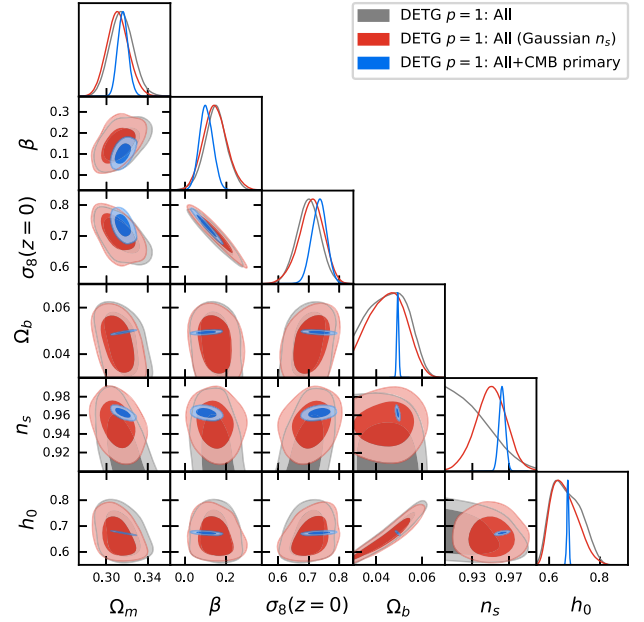 DETG p = 1: All
DETG p = 1: All (Gaussian n_s)
DETG p = 1: All+CMB primary
β
0.3
0.2
0.1
0.0
σ_8(z = 0)
0.8
0.7
0.6
Ω_b
0.06
0.04
n_s
0.98
0.96
0.94
0.92
h_0
0.8
0.7
0.6
0.30 0.34 0.0 0.2 0.6 0.7 0.8 0.04 0.06 0.93 0.97 0.6 0.8
Ω_m β σ_8(z = 0) Ω_b n_s h_0